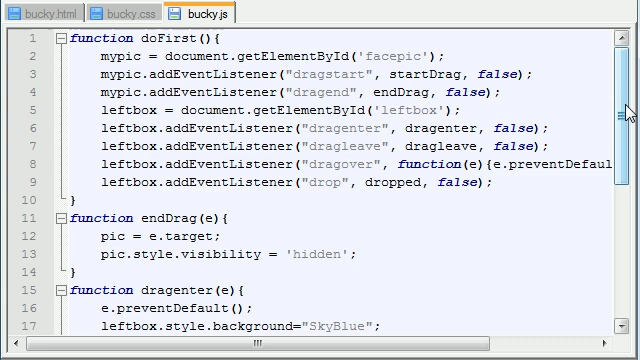 bucky.html bucky.css bucky.js
1 function doFirst(){
2 mypic = document.getElementById('facepic');
3 mypic.addEventListener("dragstart", startDrag, false);
4 mypic.addEventListener("dragend", endDrag, false);
5 leftbox = document.getElementById('leftbox');
6 leftbox.addEventListener("dragenter", dragenter, false);
7 leftbox.addEventListener("dragleave", dragleave, false);
8 leftbox.addEventListener("dragover", function(e){e.preventDefaul
9 leftbox.addEventListener("drop", dropped, false);
10 }
11 function endDrag(e){
12 pic = e.target;
13 pic.style.visibility = 'hidden';
14 }
15 function dragenter(e){
16 e.preventDefault();
17 leftbox.style.background="SkyBlue";